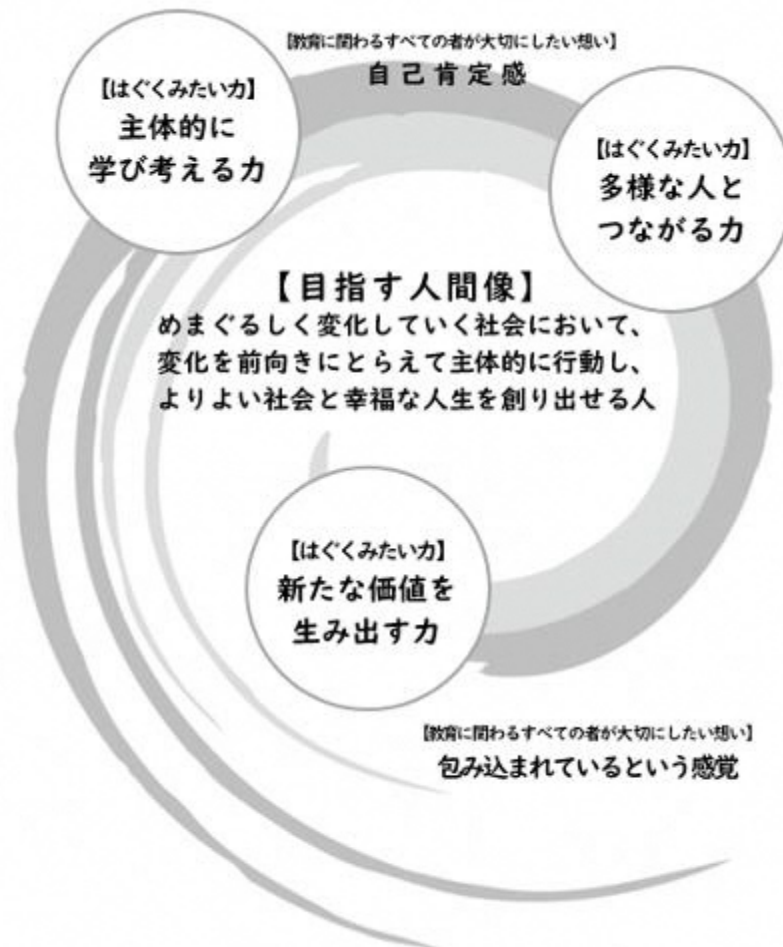 【教育に関わるすべての者が大切にしたい想い】
自己肯定感
【はぐくみたい力】
主体的に
学び考える力
【はぐくみたい力】
多様な人と
つながる力
【目指す人間像】
めまぐるしく変化していく社会において、
変化を前向きにとらえて主体的に行動し、
よりよい社会と幸福な人生を創り出せる人
【はぐくみたい力】
新たな価値を
生み出す力
【教育に関わるすべての者が大切にしたい想い】
包み込まれているという感覚